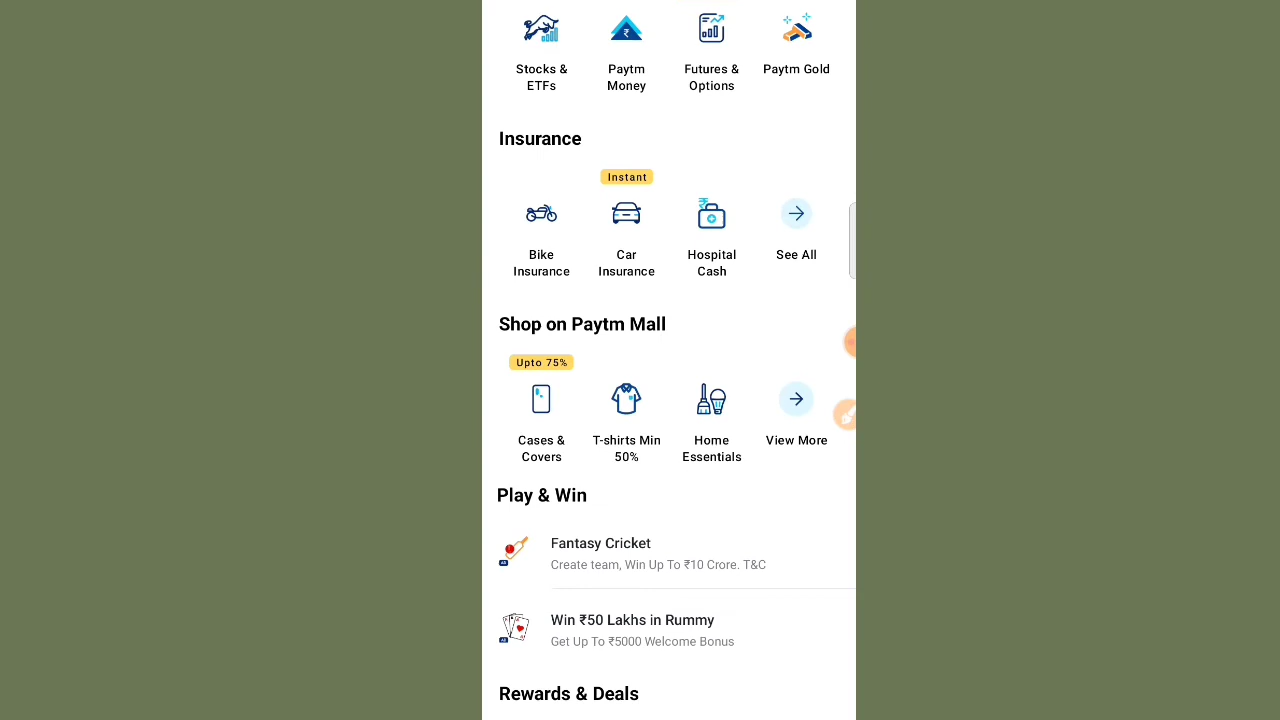 Stocks & ETFs
Paytm Money
Futures & Options
Paytm Gold
Insurance
Instant
Bike Insurance
Car Insurance
Hospital Cash
See All
Shop on Paytm Mall
Upto 75%
Cases & Covers
T-shirts Min 50%
Home Essentials
View More
Play & Win
Fantasy Cricket
Create team, Win Up To ₹10 Crore. T&C
Win ₹50 Lakhs in Rummy
Get Up To ₹5000 Welcome Bonus
Rewards & Deals